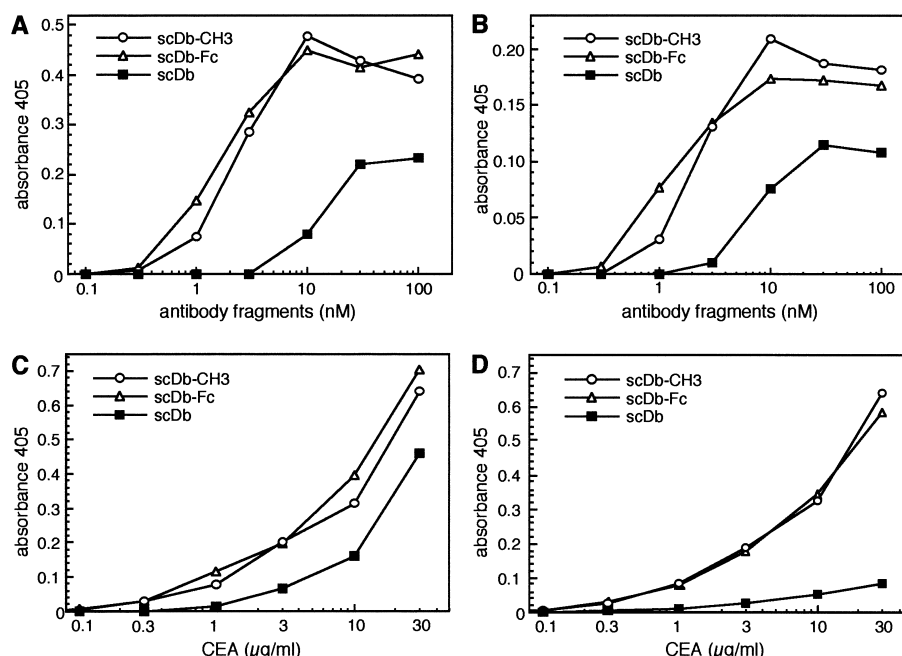 A
scDb-CH3
scDb-Fc
scDb
absorbance 405
0.5
0.4
0.3
0.2
0.1
0
0.1
1
10
100
antibody fragments (nM)
B
scDb-CH3
scDb-Fc
scDb
absorbance 405
0.20
0.15
0.10
0.05
0
0.1
1
10
100
antibody fragments (nM)
C
scDb-CH3
scDb-Fc
scDb
absorbance 405
0.7
0.6
0.5
0.4
0.3
0.2
0.1
0
0.1
0.3
1
3
10
30
CEA (µg/ml)
D
scDb-CH3
scDb-Fc
scDb
absorbance 405
0.7
0.6
0.5
0.4
0.3
0.2
0.1
0
0.1
0.3
1
3
10
30
CEA (µg/ml)